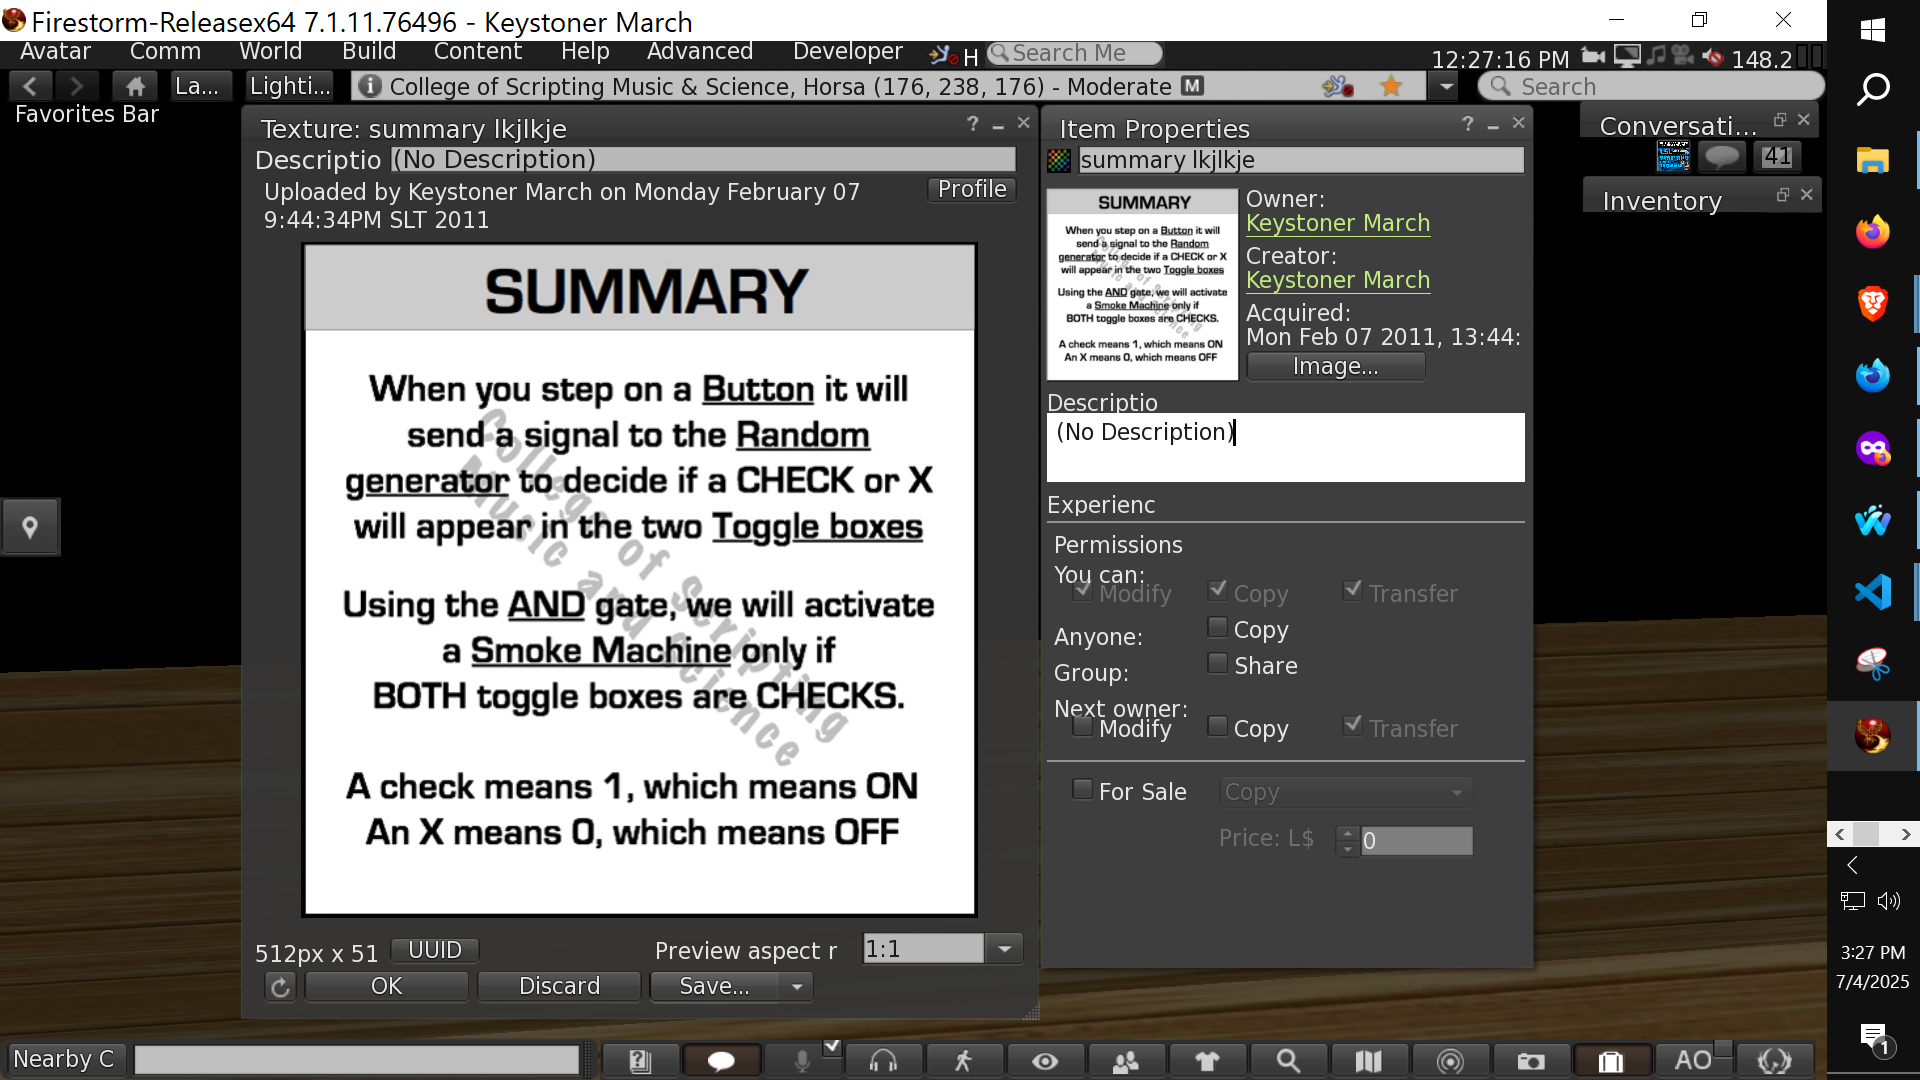 Firestorm-Releasex64 7.1.11.76496 - Keystoner March
Avatar Comm World Build Content Help Advanced Developer H Search Me 12:27:16 PM 148.2
La... Lighti... College of Scripting Music & Science, Horsa (176, 238, 176) - Moderate M Search
Favorites Bar
Texture: summary lkjlkje ?
Descriptio (No Description)
Uploaded by Keystoner March on Monday February 07
9:44:34PM SLT 2011
Profile
SUMMARY
When you step on a Button it will
send a signal to the Random
generator to decide if a CHECK or X
will appear in the two Toggle boxes
Using the AND gate, we will activate
a Smoke Machine only if
BOTH toggle boxes are CHECKS.
A check means 1, which means ON
An X means 0, which means OFF
College of Scripting
Music and Science
512px x 51 UUID Preview aspect r 1:1
OK Discard Save...
Item Properties ?
summary lkjlkje
SUMMARY
When you step on a Button it will
send a signal to the Random
generator to decide if a CHECK or X
will appear in the two Toggle boxes
Using the AND gate, we will activate
a Smoke Machine only if
BOTH toggle boxes are CHECKS.
A check means 1, which means ON
An X means 0, which means OFF
College of Scripting
Music and Science
Owner:
Keystoner March
Creator:
Keystoner March
Acquired:
Mon Feb 07 2011, 13:44:
Image...
Descriptio
(No Description)
Experienc
Permissions
You can:
Modify Copy Transfer
Anyone: Copy
Group: Share
Next owner:
Modify Copy Transfer
For Sale Copy
Price: L$ 0
Conversati...
41
Inventory
Nearby C
AO
3:27 PM
7/4/2025
1